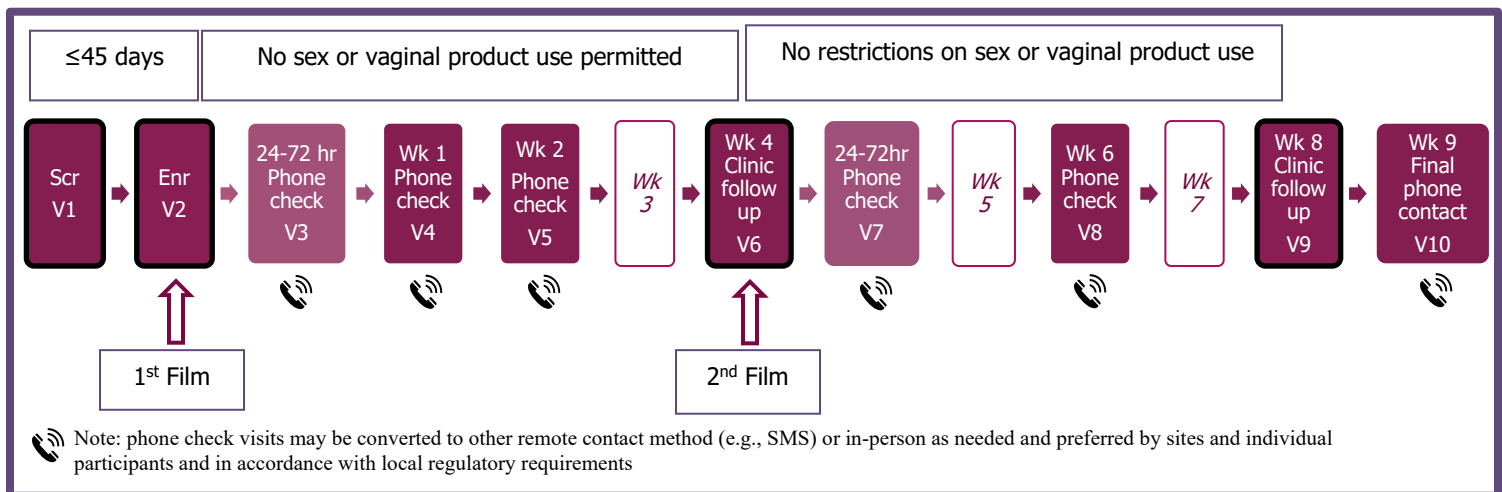 ≤45 days
No sex or vaginal product use permitted
No restrictions on sex or vaginal product use
Scr
V1
Enr
V2
24-72 hr
Phone
check
V3
Wk 1
Phone
check
V4
Wk 2
Phone
check
V5
Wk
3
Wk 4
Clinic
follow
up
V6
24-72hr
Phone
check
V7
Wk
5
Wk 6
Phone
check
V8
Wk
7
Wk 8
Clinic
follow
up
V9
Wk 9
Final
phone
contact
V10
1st Film
2nd Film
Note: phone check visits may be converted to other remote contact method (e.g., SMS) or in-person as needed and preferred by sites and individual
participants and in accordance with local regulatory requirements